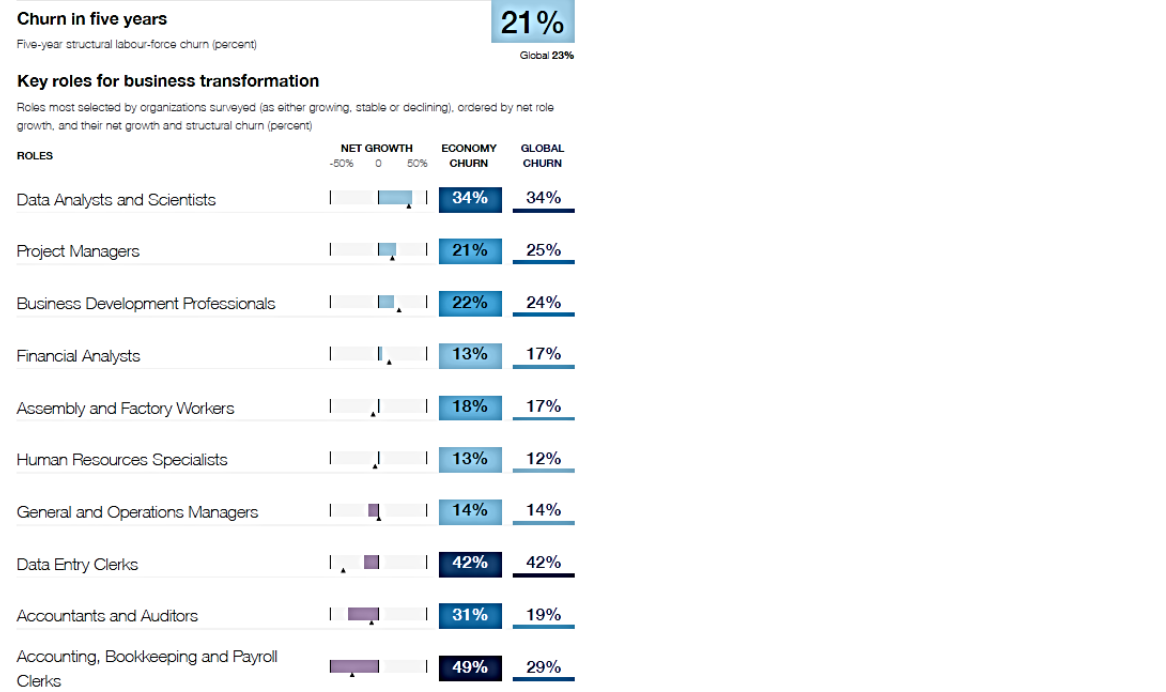 Churn in five years
21%
Five-year structural labour-force churn (percent)
Global 23%
Key roles for business transformation
Roles most selected by organizations surveyed (as either growing, stable or declining), ordered by net role
growth, and their net growth and structural churn (percent)
ROLES NET GROWTH ECONOMY CHURN GLOBAL CHURN
-50% 0 50%
Data Analysts and Scientists 34% 34%
Project Managers 21% 25%
Business Development Professionals 22% 24%
Financial Analysts 13% 17%
Assembly and Factory Workers 18% 17%
Human Resources Specialists 13% 12%
General and Operations Managers 14% 14%
Data Entry Clerks 42% 42%
Accountants and Auditors 31% 19%
Accounting, Bookkeeping and Payroll
Clerks 49% 29%